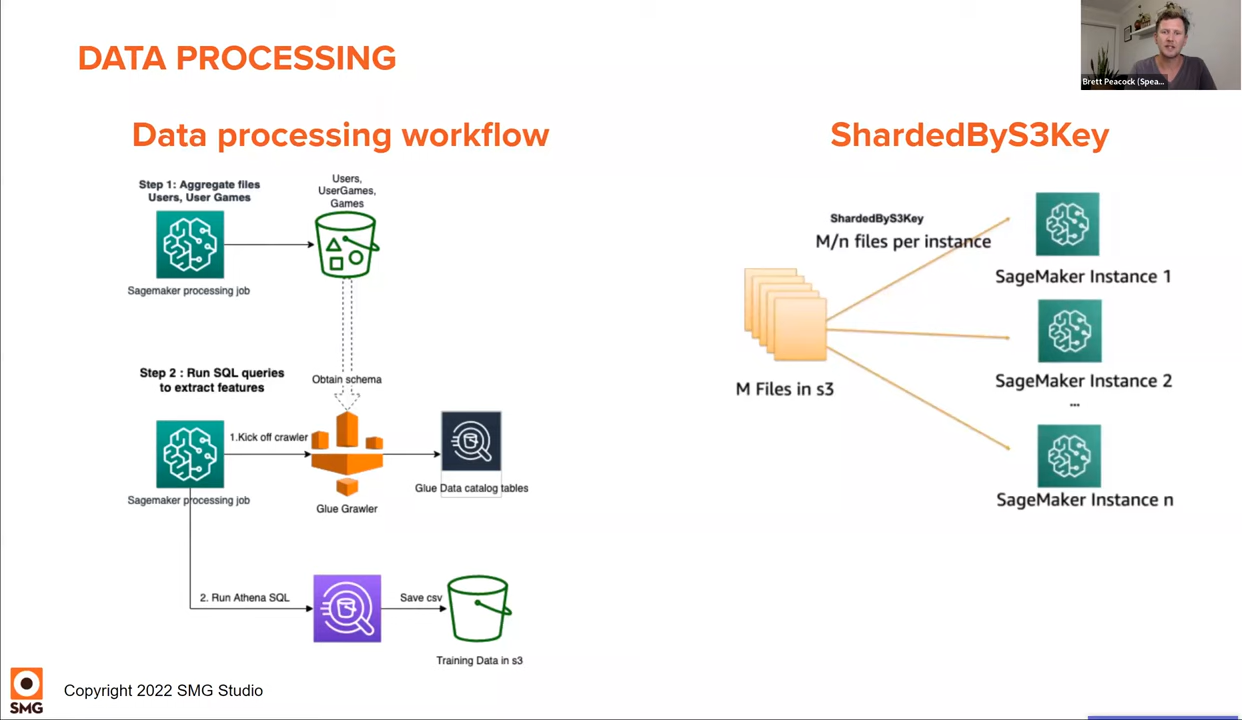 DATA PROCESSING
Brett Peacock (Spea...
Data processing workflow
Step 1: Aggregate files
Users, User Games
Sagemaker processing job
Users,
UserGames,
Games
Obtain schema
Step 2 : Run SQL queries
to extract features
1.Kick off crawler
Sagemaker processing job
Glue Grawler
Glue Data catalog tables
2. Run Athena SQL
Save csv
Training Data in s3
ShardedByS3Key
ShardedByS3Key
M/n files per instance
M Files in s3
SageMaker Instance 1
SageMaker Instance 2
...
SageMaker Instance n
SMG
Copyright 2022 SMG Studio